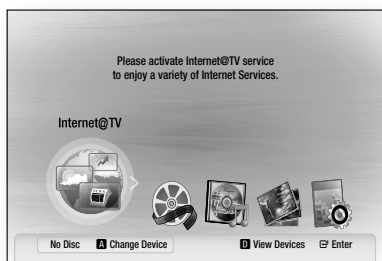 Please activate Internet@TV service
to enjoy a variety of Internet Services.
Internet@TV
NEWS
No Disc A Change Device D View Devices Enter